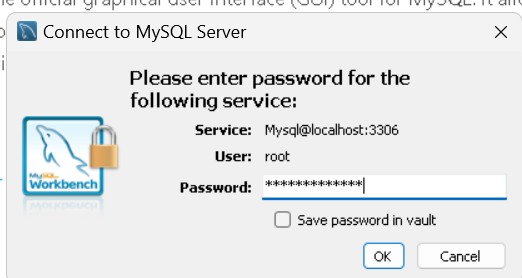 the official graphical user interface (GUI) tool for MySQL. It
Connect to MySQL Server
Please enter password for the
following service:
Service: Mysql@localhost:3306
User: root
Password: *************
MySQL
Workbench
Save password in vault
OK Cancel